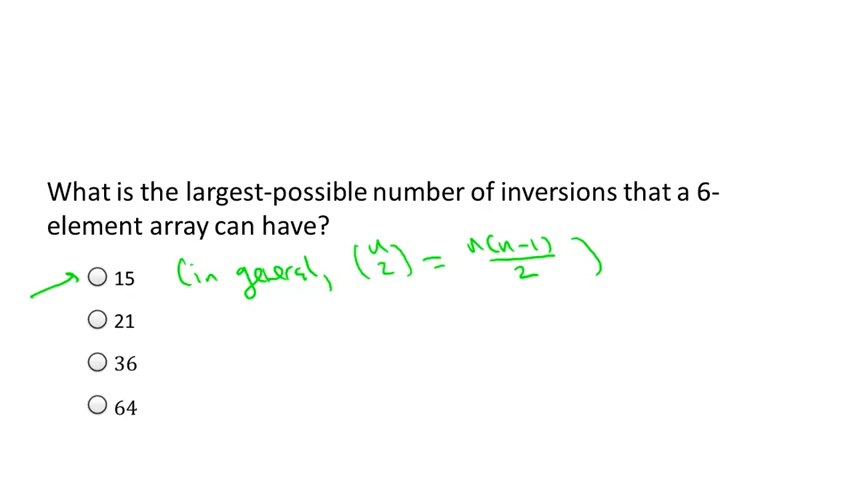 What is the largest-possible number of inversions that a 6-
element array can have?
15 (in general, (n 2) = n(n-1)/2 )
21
36
64